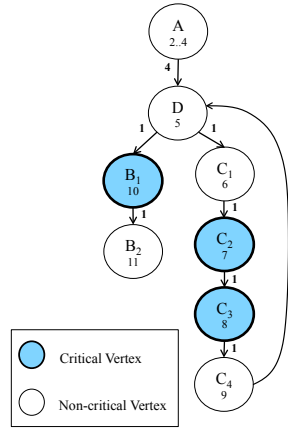 A
2..4
4
D
5
1 1
B₁
10
C₁
6
1 1
B₂
11
C₂
7
1
C₃
8
1
C₄
9
Critical Vertex
Non-critical Vertex